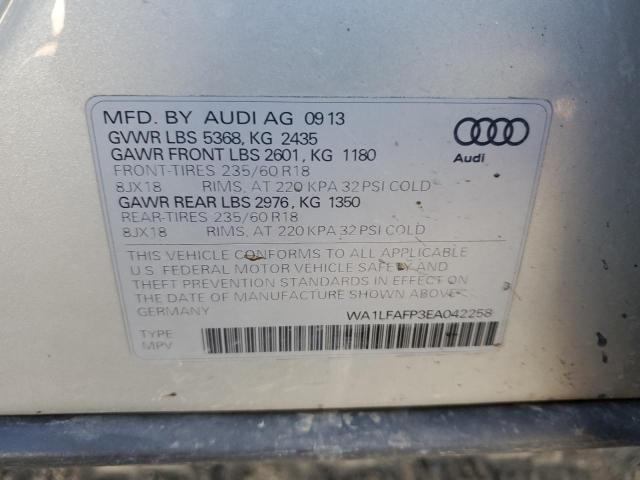 MFD. BY AUDI AG 0913
GVWR LBS 5368, KG 2435
GAWR FRONT LBS 2601, KG 1180
FRONT-TIRES 235/60 R18
8JX18 RIMS, AT 220 KPA 32 PSI COLD
GAWR REAR LBS 2976, KG 1350
REAR-TIRES 235/60 R18
8JX18 RIMS, AT 220 KPA 32 PSI COLD
Audi
THIS VEHICLE CONFORMS TO ALL APPLICABLE
U.S. FEDERAL MOTOR VEHICLE SAFETY AND
THEFT PREVENTION STANDARDS IN EFFECT ON
THE DATE OF MANUFACTURE SHOWN ABOVE.
GERMANY WA1LFAFP3EA042258
TYPE
MPV